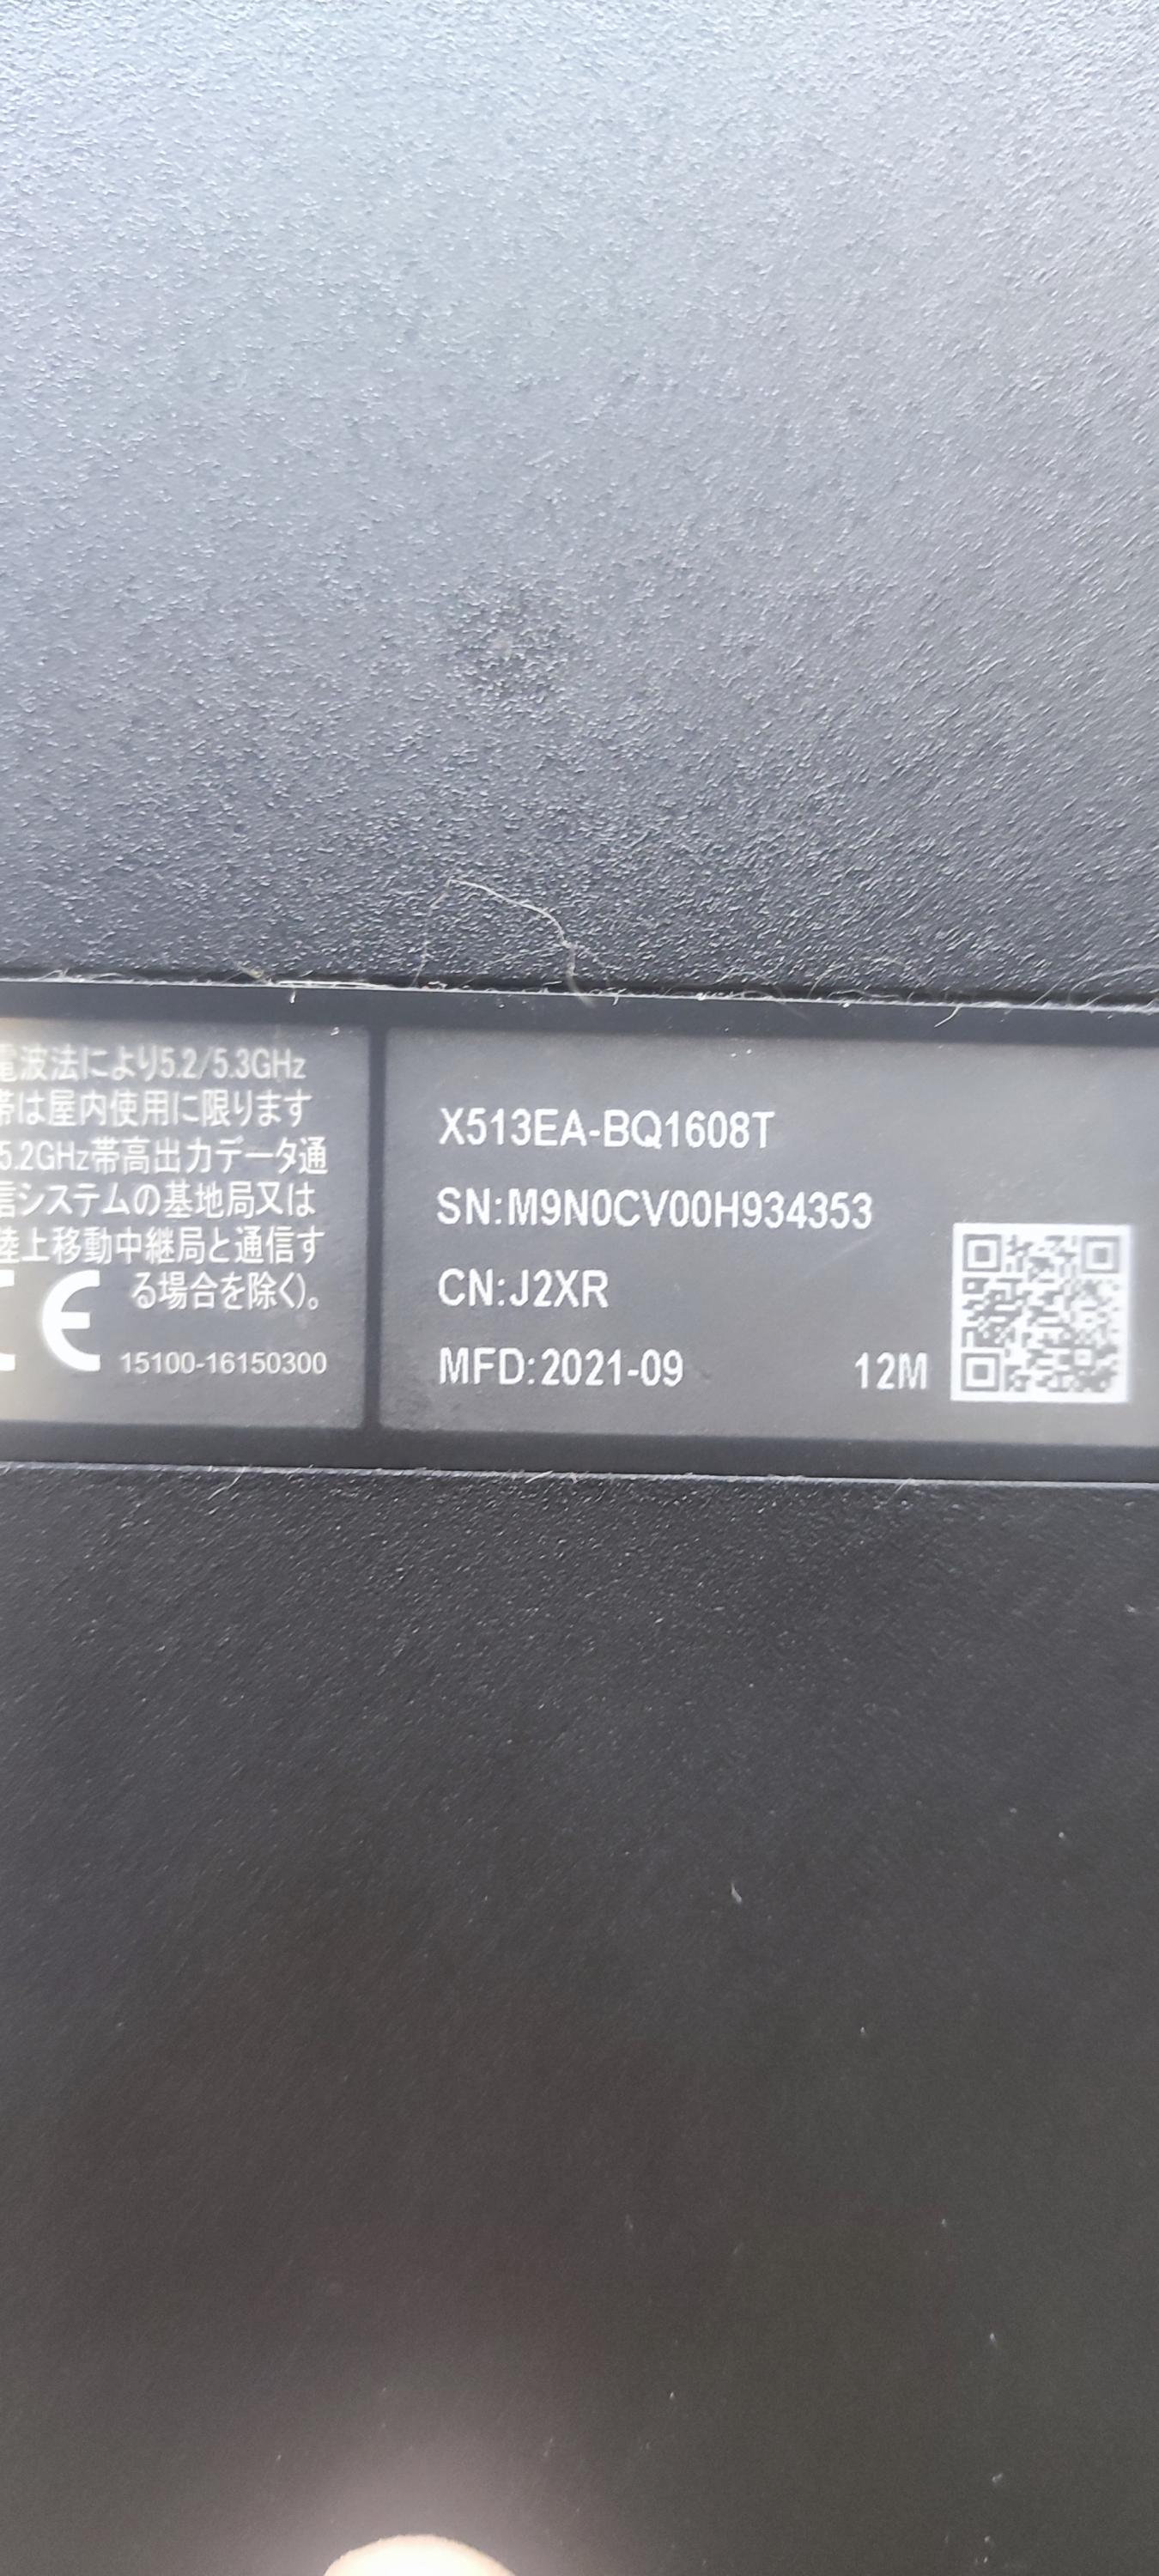 電波法により5.2/5.3GHz
帯は屋内使用に限ります
5.2GHz帯高出力データ通
信システムの基地局又は
陸上移動中継局と通信す
る場合を除く)。
CE
15100-16150300
X513EA-BQ1608T
SN:M9N0CV00H934353
CN:J2XR
MFD:2021-09
12M